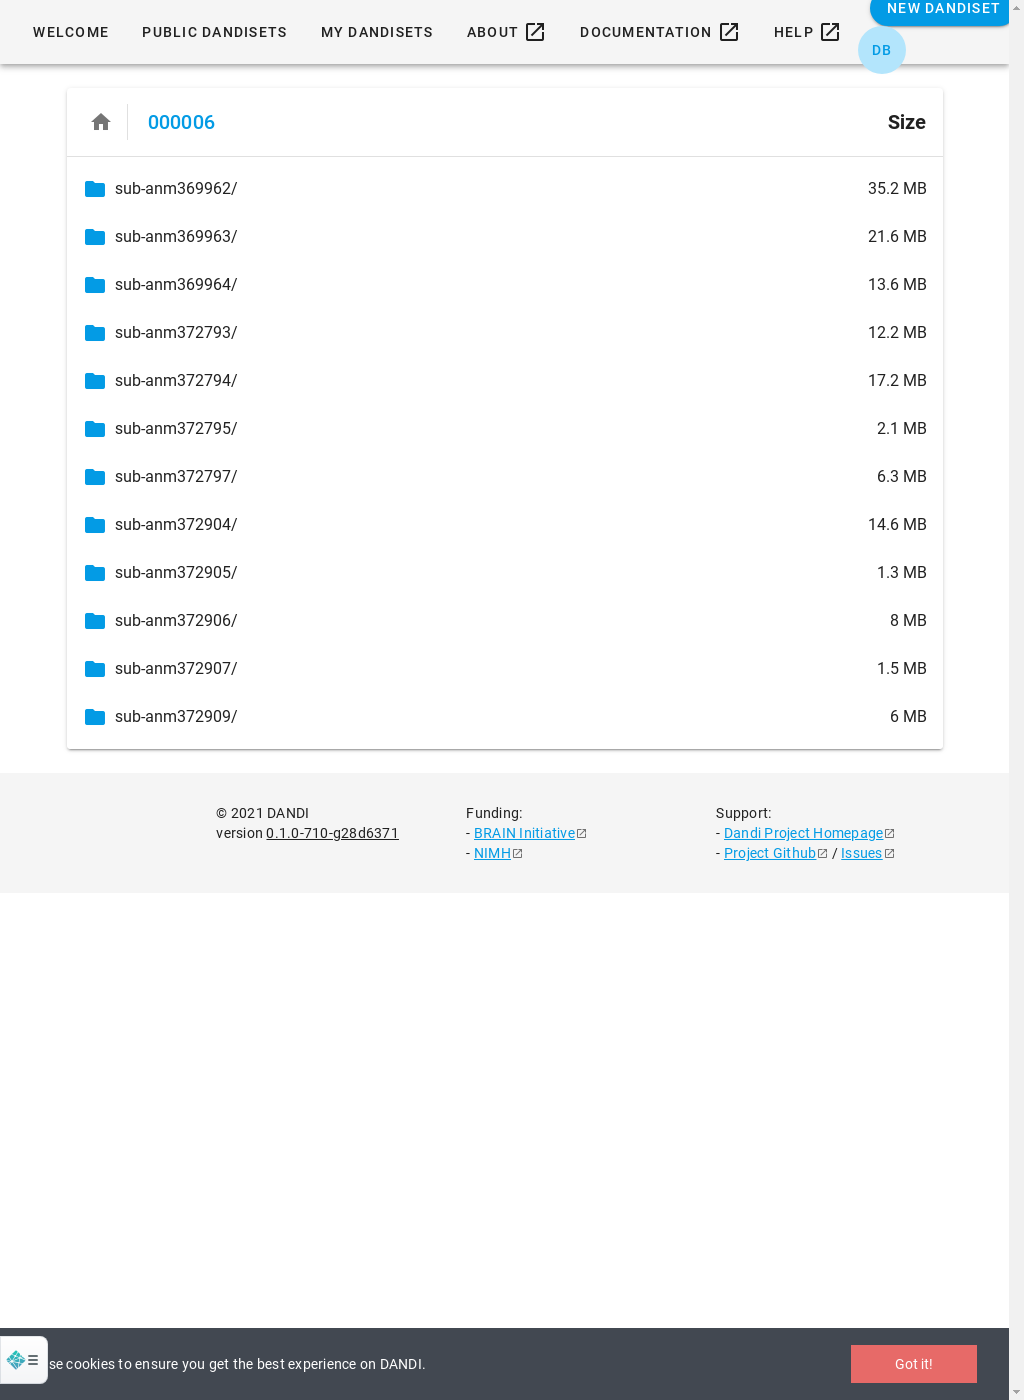 NEW DANDISET
WELCOME PUBLIC DANDISETS MY DANDISETS ABOUT DOCUMENTATION HELP
DB
000006 Size
sub-anm369962/ 35.2 MB
sub-anm369963/ 21.6 MB
sub-anm369964/ 13.6 MB
sub-anm372793/ 12.2 MB
sub-anm372794/ 17.2 MB
sub-anm372795/ 2.1 MB
sub-anm372797/ 6.3 MB
sub-anm372904/ 14.6 MB
sub-anm372905/ 1.3 MB
sub-anm372906/ 8 MB
sub-anm372907/ 1.5 MB
sub-anm372909/ 6 MB
© 2021 DANDI
version 0.1.0-710-g28d6371
Funding:
- BRAIN Initiative
- NIMH
Support:
- Dandi Project Homepage
- Project Github / Issues
se cookies to ensure you get the best experience on DANDI.
Got it!